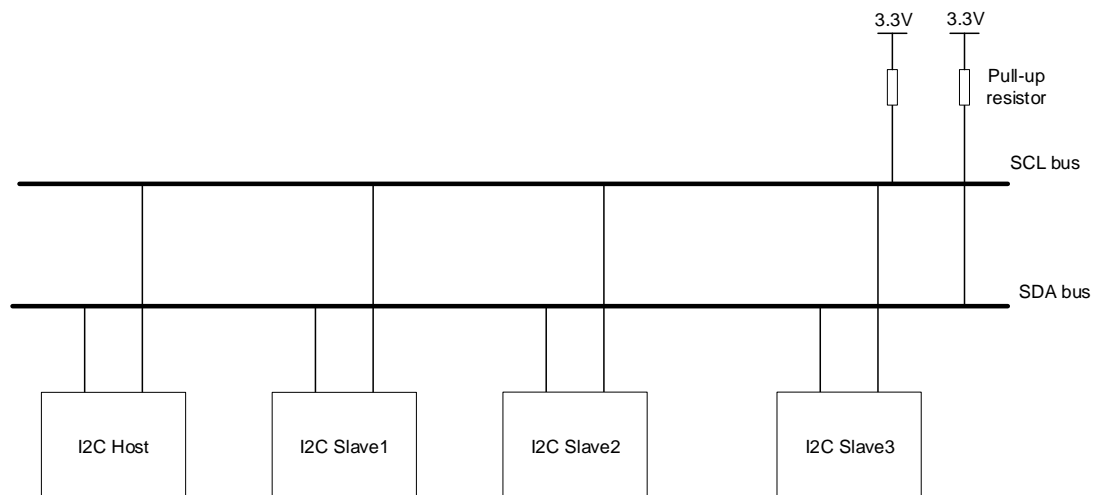 3.3V
3.3V
Pull-up
resistor
SCL bus
SDA bus
I2C Host
I2C Slave1
I2C Slave2
I2C Slave3